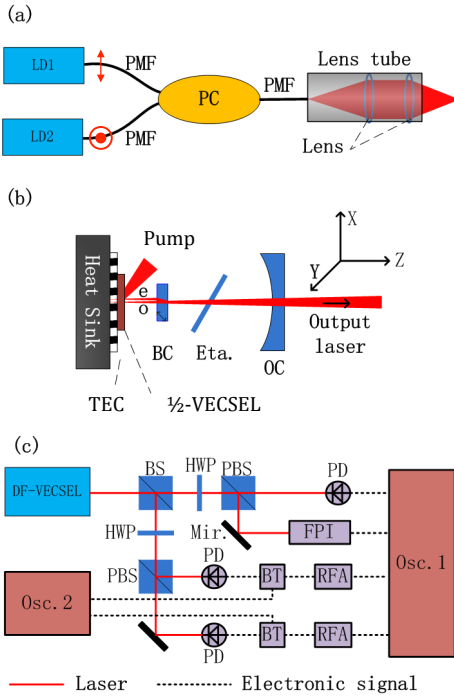 (a)
LD1
PMF
PMF
Lens tube
PC
LD2
PMF
Lens
(b)
Pump
X
Y
Z
Heat Sink
e
o
BC
Eta.
OC
Output
laser
TEC
½-VECSEL
(c)
BS
HWP
PBS
PD
DF-VECSEL
HWP
Mir.
FPI
Osc.1
PD
PBS
BT
RFA
Osc.2
BT
RFA
PD
Laser
Electronic signal